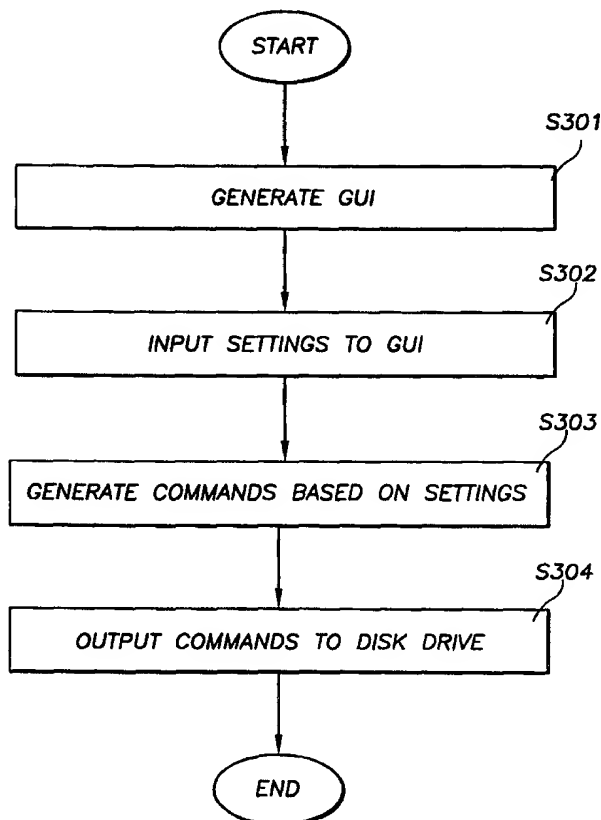 START
S301
GENERATE GUI
S302
INPUT SETTINGS TO GUI
S303
GENERATE COMMANDS BASED ON SETTINGS
S304
OUTPUT COMMANDS TO DISK DRIVE
END